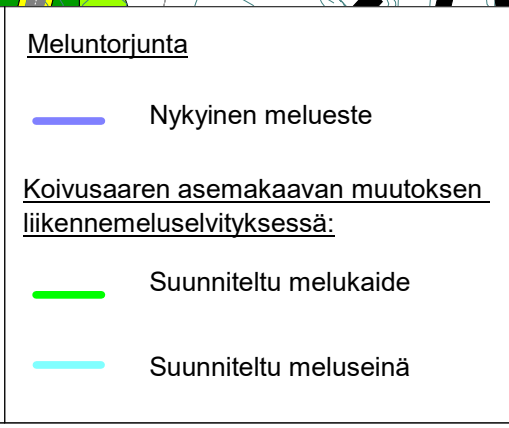 Meluntorjunta
Nykyinen melueste
Koivusaaren asemakaavan muutoksen
liikennemeluselvityksessä:
Suunniteltu melukaide
Suunniteltu meluseinä